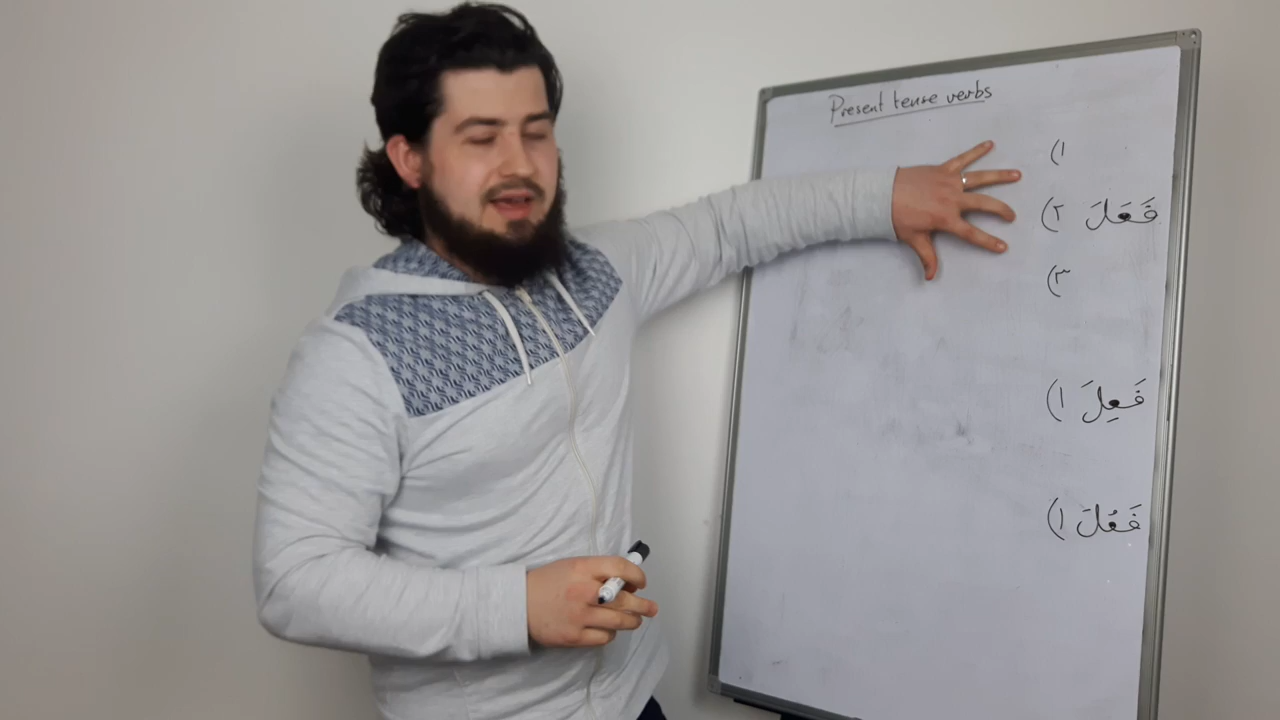 Present tense verbs
١)
فَعَلَ ٢)
٣)
فَعِلَ ١)
فَعُلَ ١)